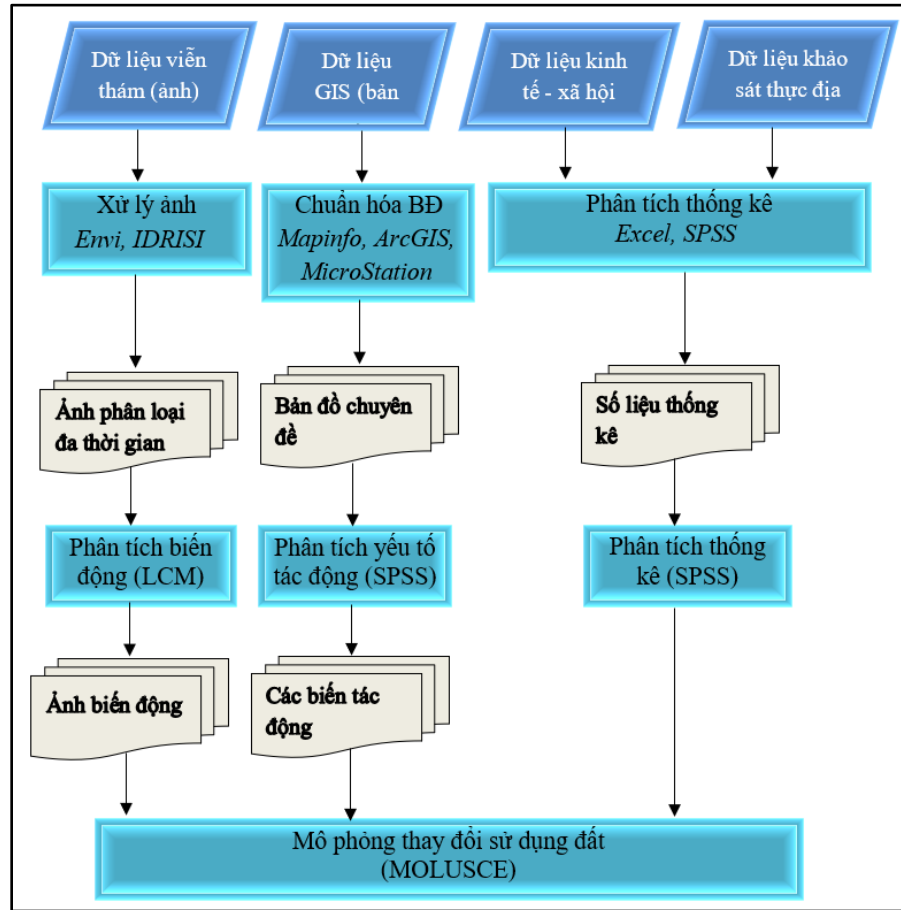 Dữ liệu viễn
thám (ảnh)
Dữ liệu
GIS (bản
Dữ liệu kinh
tế - xã hội
Dữ liệu khảo
sát thực địa
Xử lý ảnh
Envi, IDRISI
Chuẩn hóa BĐ
Mapinfo, ArcGIS,
MicroStation
Phân tích thống kê
Excel, SPSS
Ảnh phân loại
đa thời gian
Bản đồ chuyên
đề
Số liệu thống
kê
Phân tích biến
động (LCM)
Phân tích yếu tố
tác động (SPSS)
Phân tích thống
kê (SPSS)
Ảnh biến động
Các biến tác
động
Mô phỏng thay đổi sử dụng đất
(MOLUSCE)